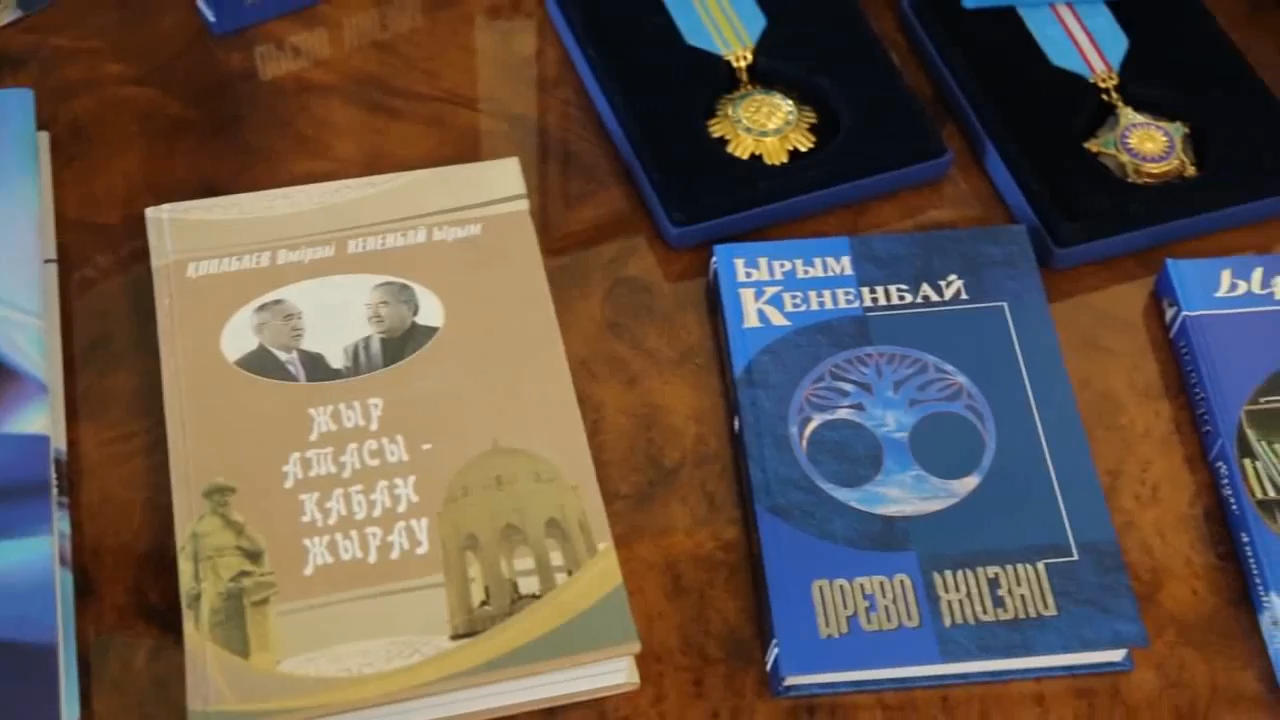 ҚОПАБАЕВ Өмірәлі КЕНЕНБАЙ Ырым
ЖЫР
АТАСЫ -
ҚАБАН
ЖЫРАУ
ЫРЫМ
КЕНЕНБАЙ
ДРЕВО ЖИЗНИ